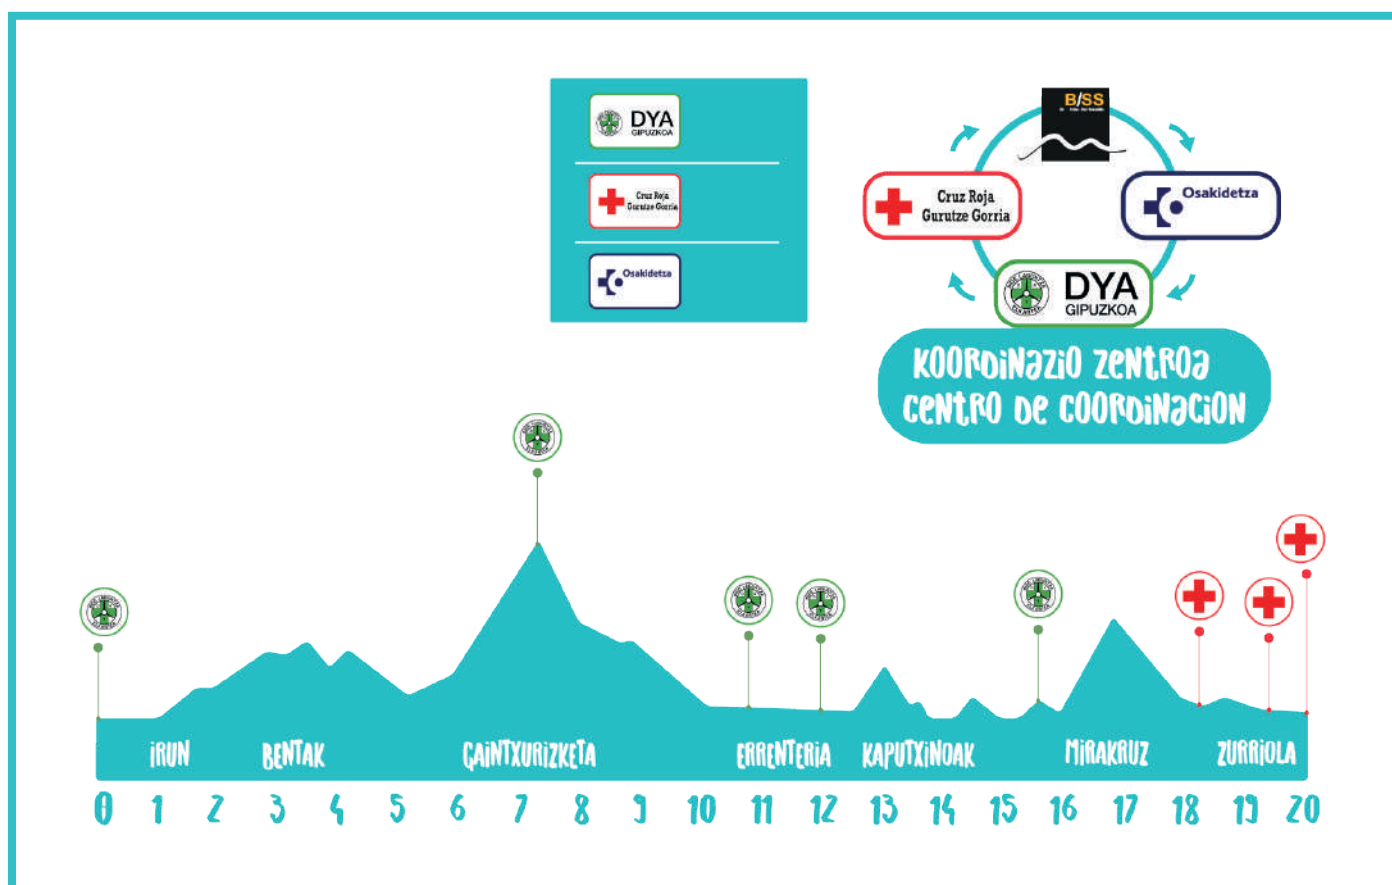 DYA
GIPUZKOA
Cruz Roja
Gurutze Gorria
Osakidetza
B/SS
Cruz Roja
Gurutze Gorria
Osakidetza
DYA
GIPUZKOA
KOORDINAZIO ZENTROA
CENTRO DE COORDINACION
IRUN BENTAK GAINTXURIZKETA ERRENTERIA KAPUTXINOAK MIRAKRUZ ZURRIOLA
0 1 2 3 4 5 6 7 8 9 10 11 12 13 14 15 16 17 18 19 20